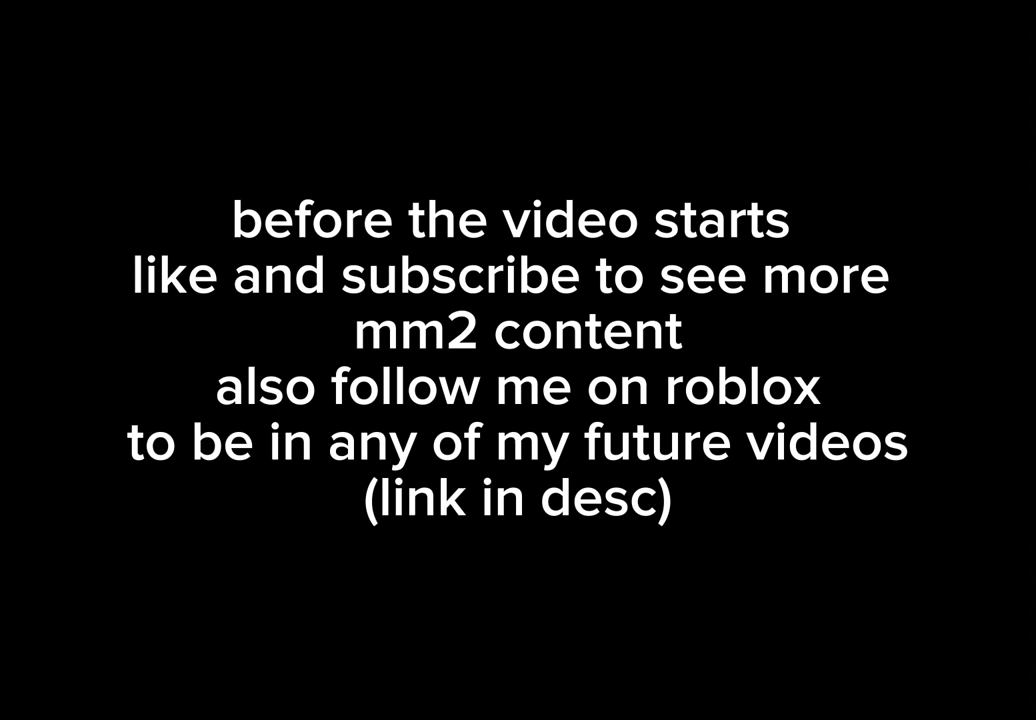 before the video starts
like and subscribe to see more
mm2 content
also follow me on roblox
to be in any of my future videos
(link in desc)